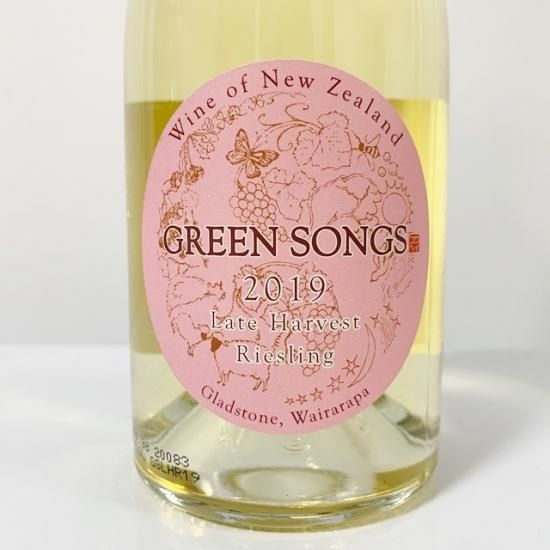 Wine of New Zealand
GREEN SONGS
2019
Late Harvest
Riesling
Gladstone, Wairarapa
20083
GSLHR19